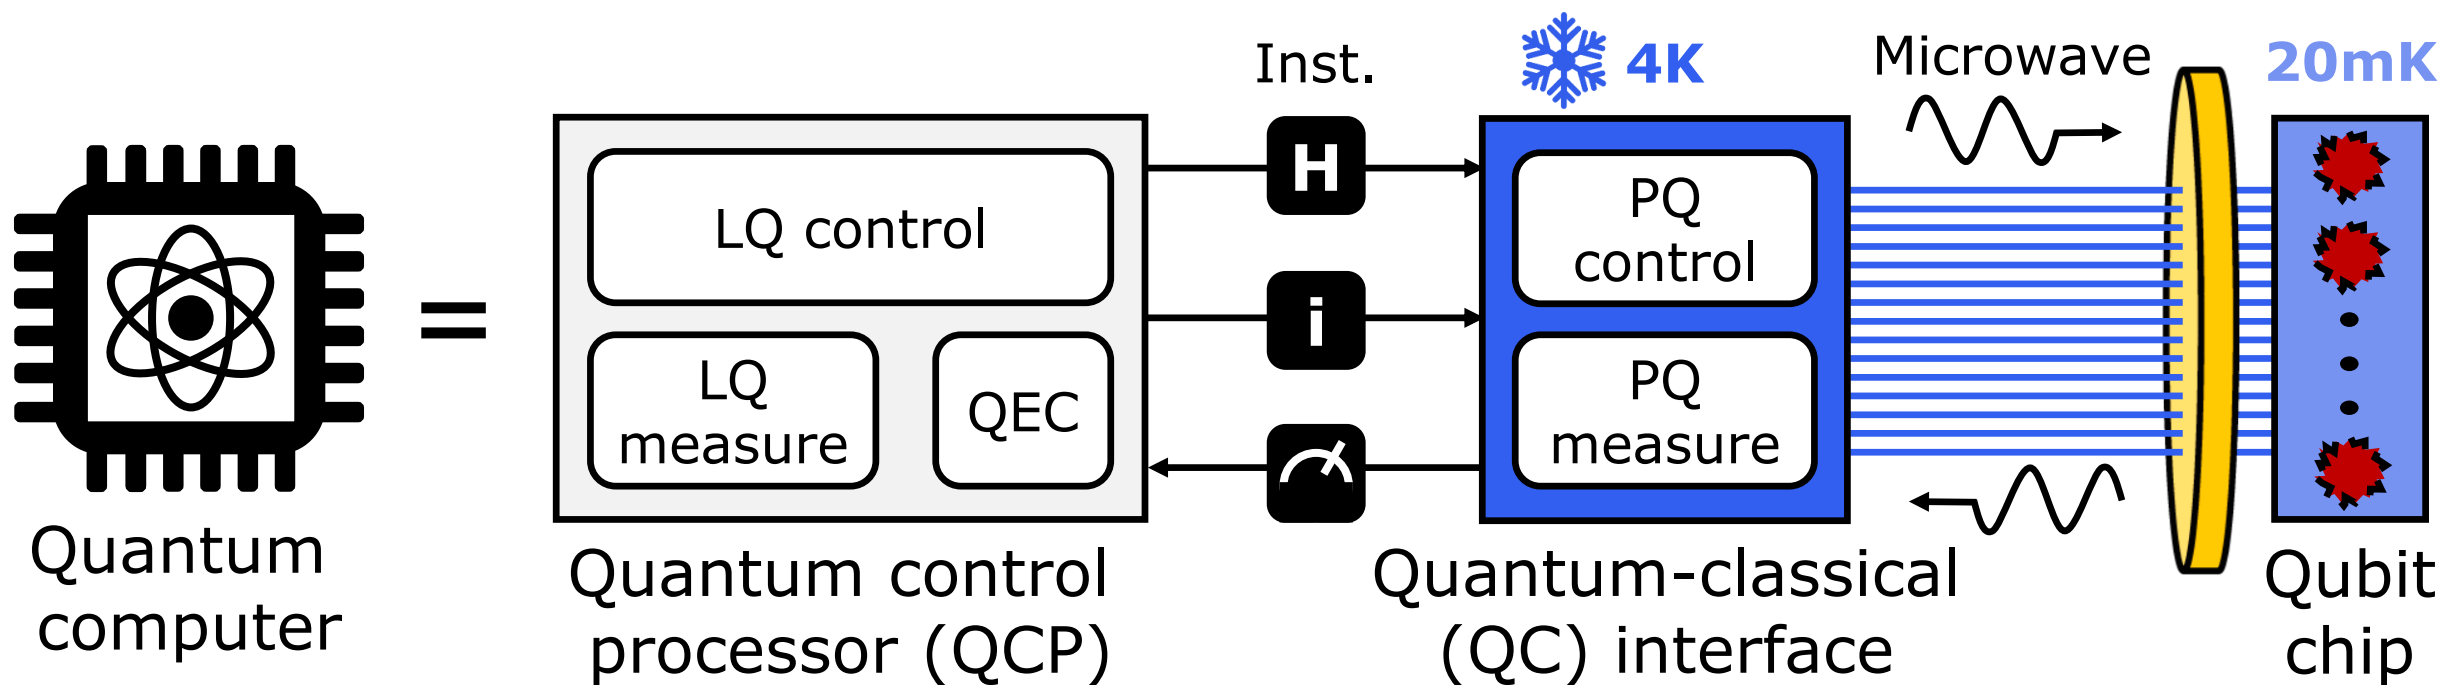 Quantum
computer
=
LQ control
LQ
measure
QEC
Quantum control
processor (QCP)
Inst.
H
i
4K
PQ
control
PQ
measure
Quantum-classical
(QC) interface
Microwave
20mK
Qubit
chip